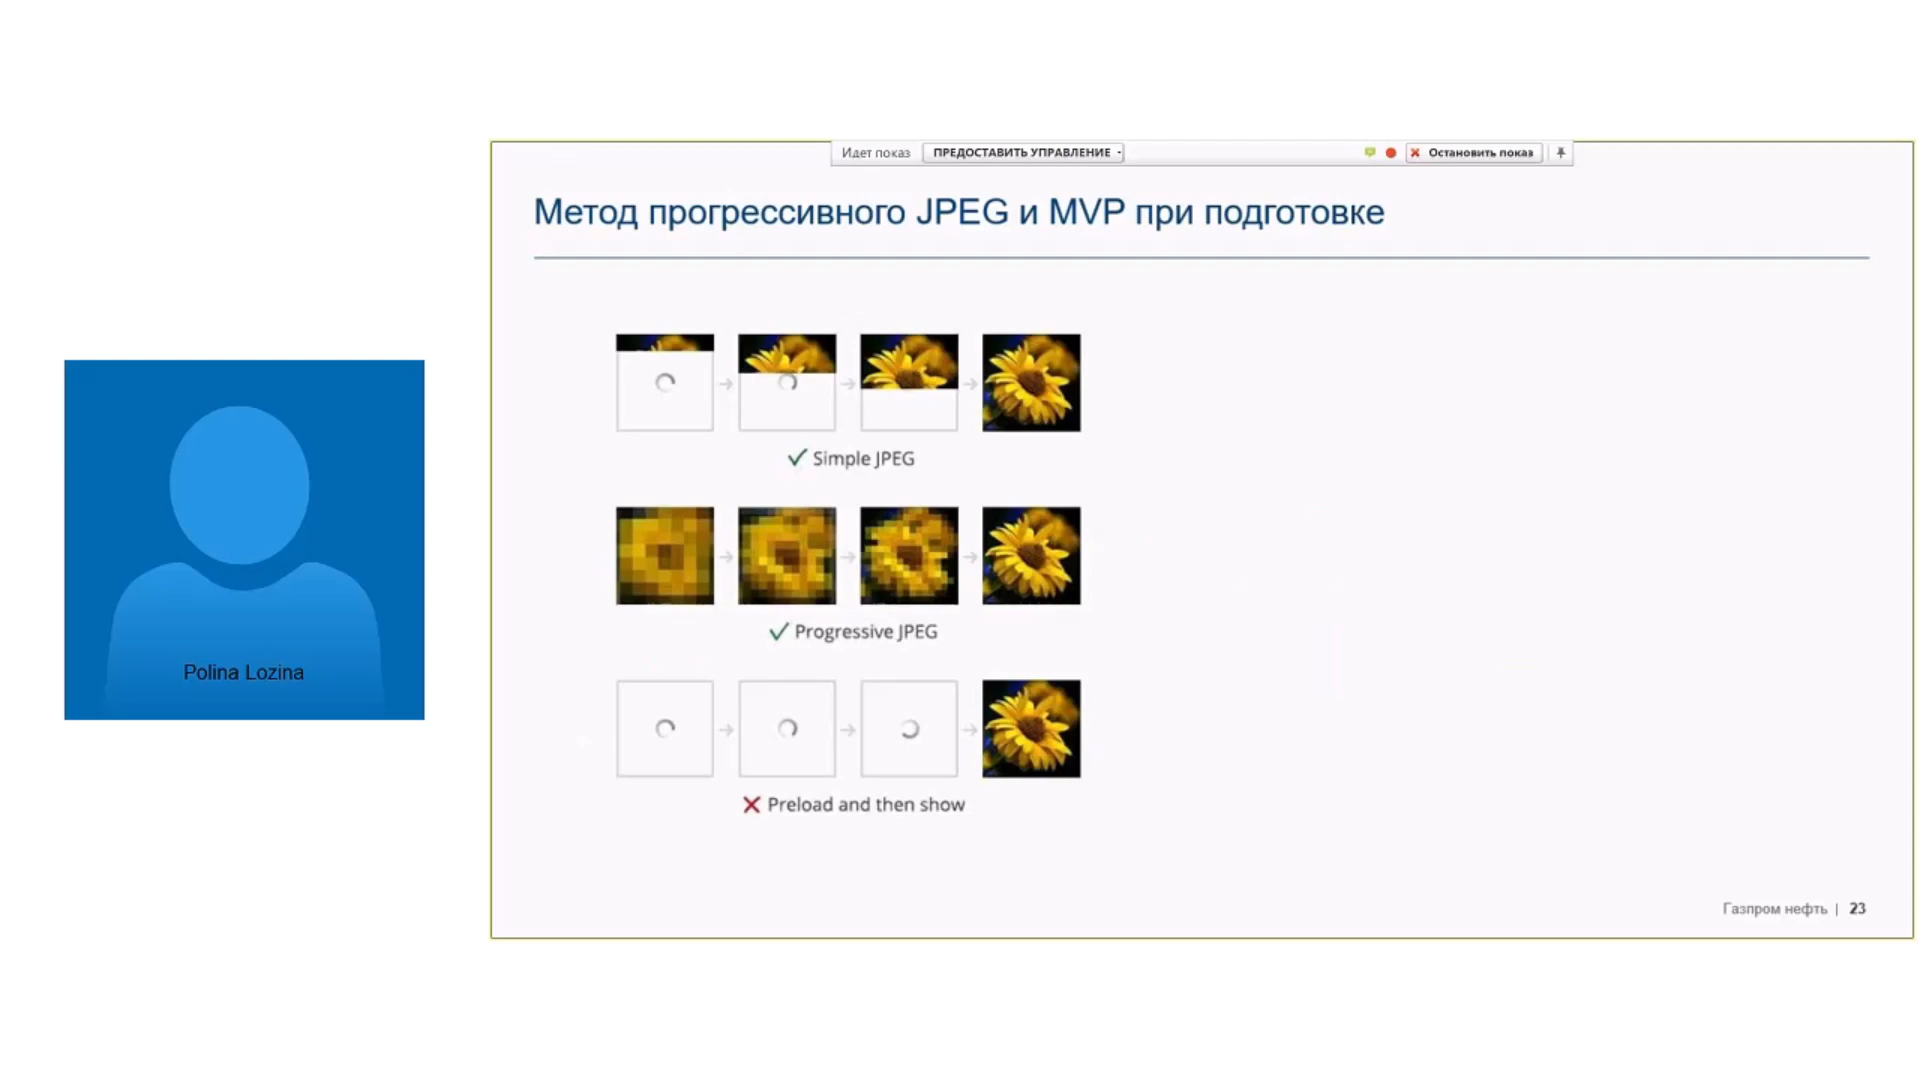 Идет показ
ПРЕДОСТАВИТЬ УПРАВЛЕНИЕ
Остановить показ
Метод прогрессивного JPEG и MVP при подготовке
Simple JPEG
Progressive JPEG
Polina Lozina
Preload and then show
Газпром нефть | 23